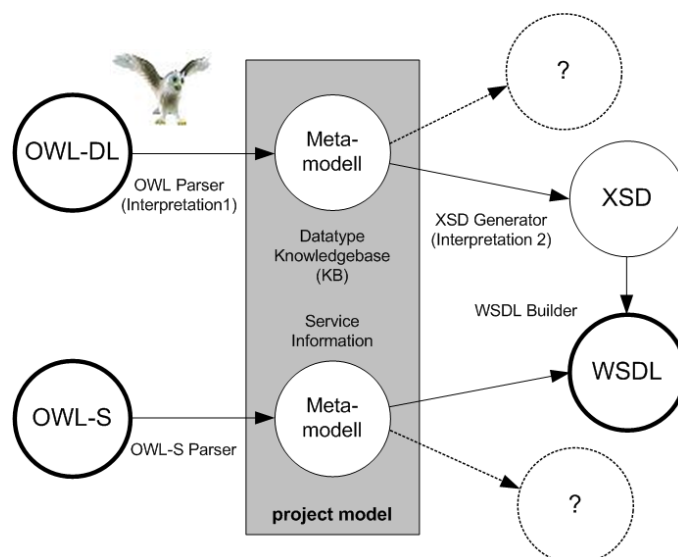 ?
OWL-DL
Meta-
modell
OWL Parser
(Interpretation1)
XSD
XSD Generator
(Interpretation 2)
Datatype
Knowledgebase
(KB)
Service
Information
WSDL Builder
WSDL
OWL-S
Meta-
modell
OWL-S Parser
?
project model